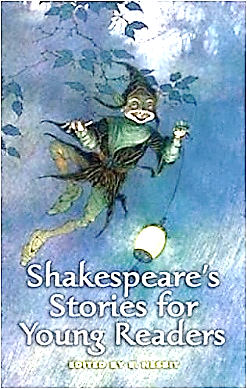 Shakespeare's
Stories for
Young Readers
EDITED BY E. NESBIT